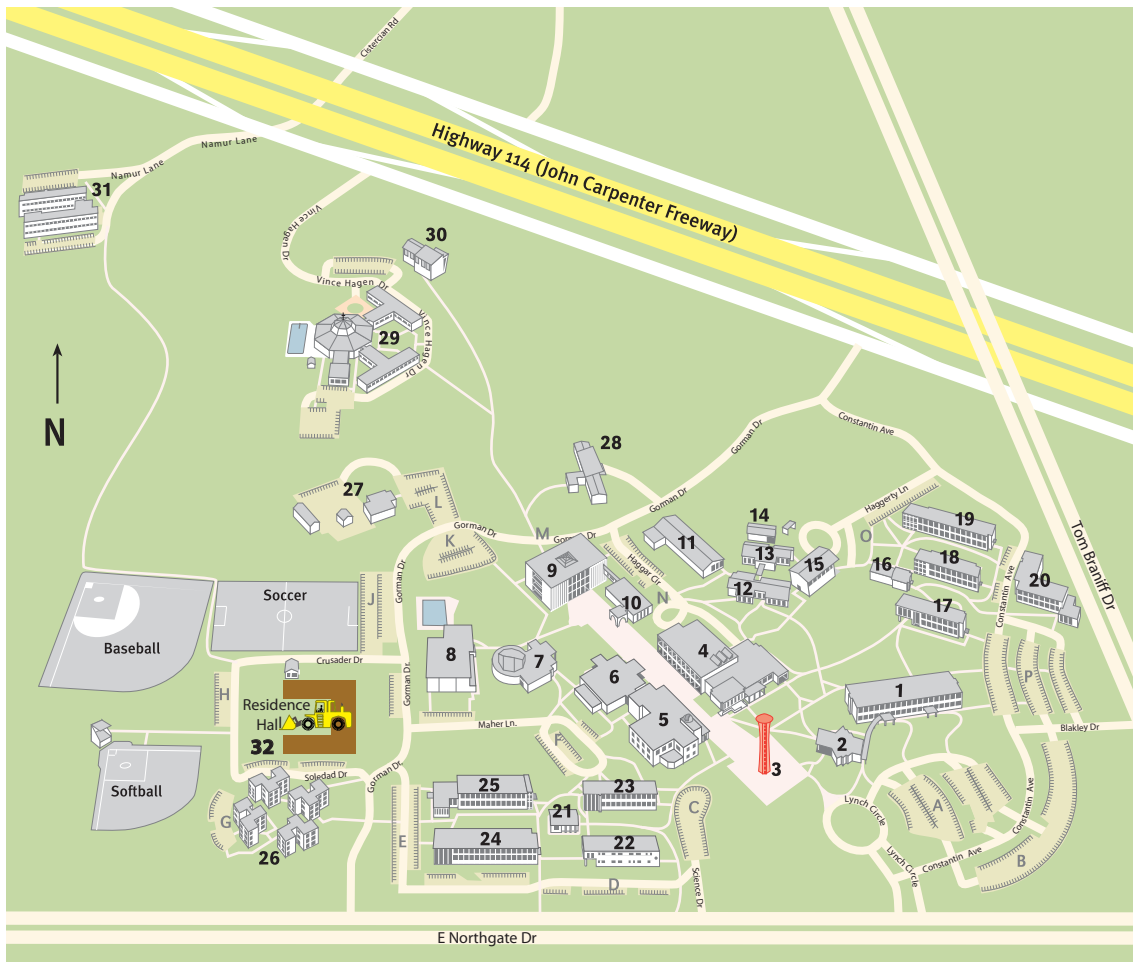 Cistercian Rd
Namur Lane
Highway 114 (John Carpenter Freeway)
Namur Lane
31
Vince Hagen Dr
30
Vince Hagen Dr
Vince Hagen Dr
29
N
Constantin Ave
Gorman Dr
28
27
L
Haggerty Ln
Gorman Dr
Gorman Dr
M
Gorman Dr
K
14
19
Tom Braniff Dr
11
O
13
9
Haggar Cir
15
16
18
Gorman Dr
12
20
Constantin Ave
Soccer
J
10
N
17
Baseball
4
8
7
Crusader Dr
6
P
Gorman Dr
H
1
Residence
Hall
5
Maher Ln.
Blakley Dr
F
2
32
3
Soledad Dr
Gorman Dr
25
23
Softball
Lynch Circle
A
Constantin Ave
G
21
C
24
22
E
26
Lynch Circle
Constantin Ave
B
D
Science Dr
E Northgate Dr